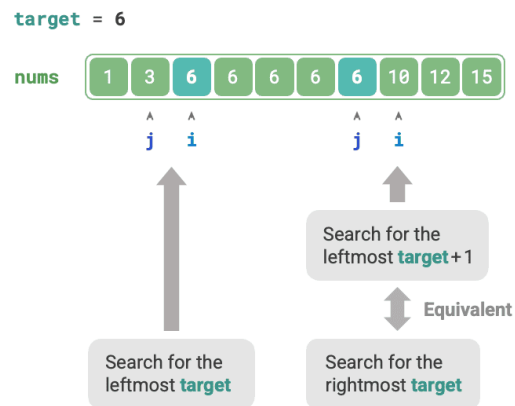 target = 6
nums 1 3 6 6 6 6 6 10 12 15
j i j i
Search for the
leftmost target+1
Equivalent
Search for the
leftmost target
Search for the
rightmost target